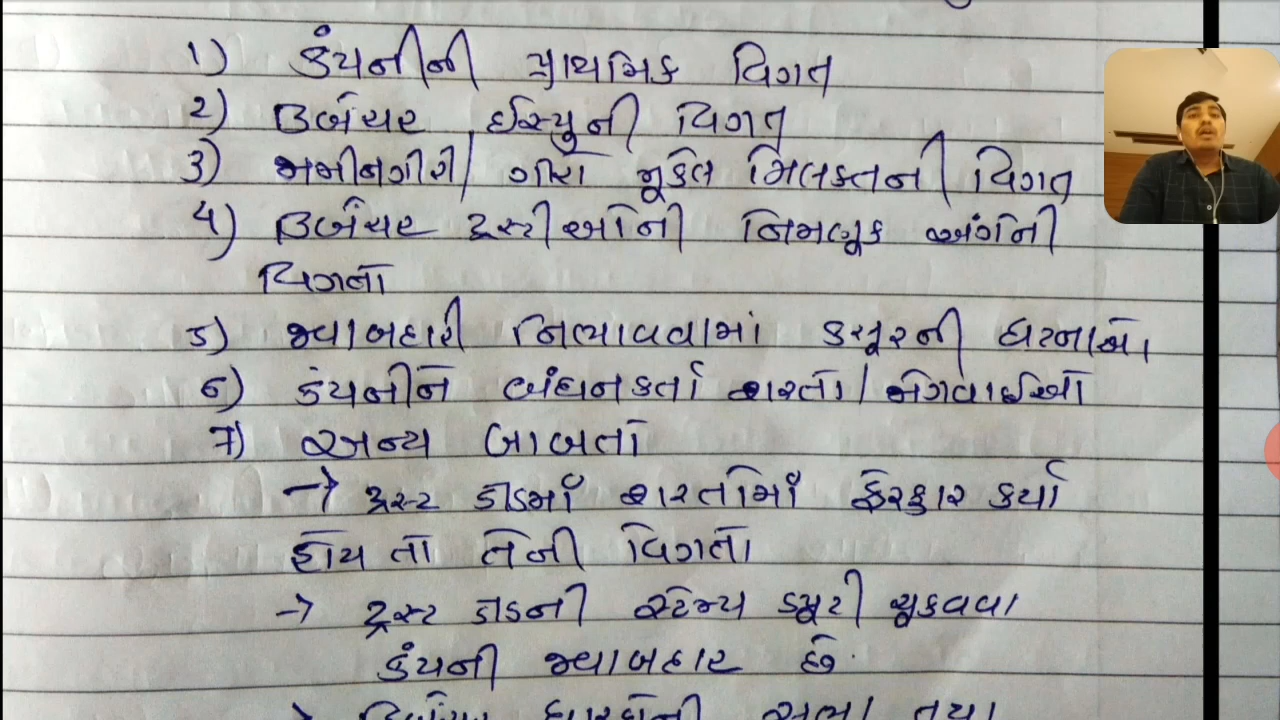 1) કંપનીની પ્રાથમિક વિગત
2) ડિબેંચર ઈસ્યુની વિગત
3) જામીનગીરી/ ગીરો મૂકેલ મિલકતની વિગત
4) ડિબેંચર ટ્રસ્ટીઓની નિમણૂક અંગેની
વિગતો
5) જવાબદારી નિભાવવામાં કસૂરની ઘટનાઓ
6) કંપનીને બંધનકર્તા શરતો/જોગવાઈઓ
7) અન્ય બાબતો
→ ટ્રસ્ટ ડીડમાં શરતોમાં ફેરફાર કર્યા
હોય તો તેની વિગતો
→ ટ્રસ્ટ ડીડની સ્ટેમ્પ ડ્યૂટી ચૂકવવા
કંપની જવાબદાર છે.